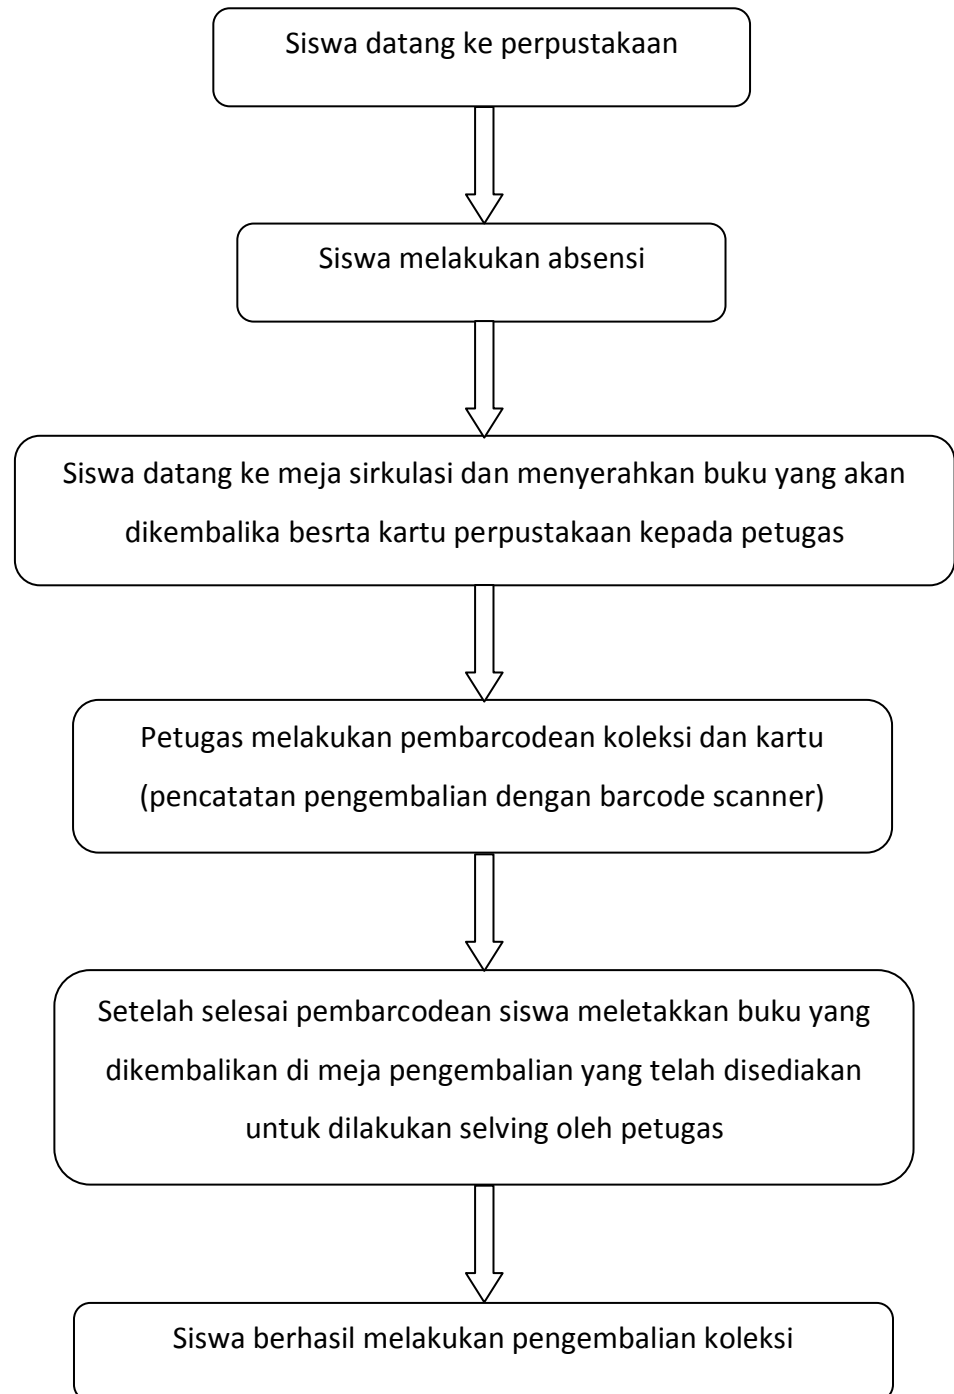 Siswa datang ke perpustakaan
Siswa melakukan absensi
Siswa datang ke meja sirkulasi dan menyerahkan buku yang akan
dikembalika besrta kartu perpustakaan kepada petugas
Petugas melakukan pembarcodean koleksi dan kartu
(pencatatan pengembalian dengan barcode scanner)
Setelah selesai pembarcodean siswa meletakkan buku yang
dikembalikan di meja pengembalian yang telah disediakan
untuk dilakukan selving oleh petugas
Siswa berhasil melakukan pengembalian koleksi